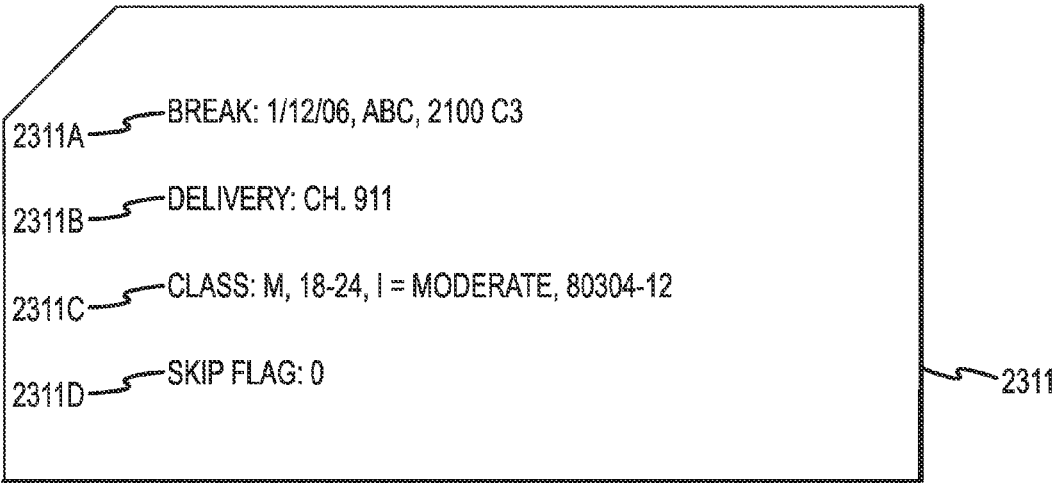 BREAK: 1/12/06, ABC, 2100 C3
2311A
DELIVERY: CH. 911
2311B
CLASS: M, 18-24, I = MODERATE, 80304-12
2311C
SKIP FLAG: 0
2311D
2311